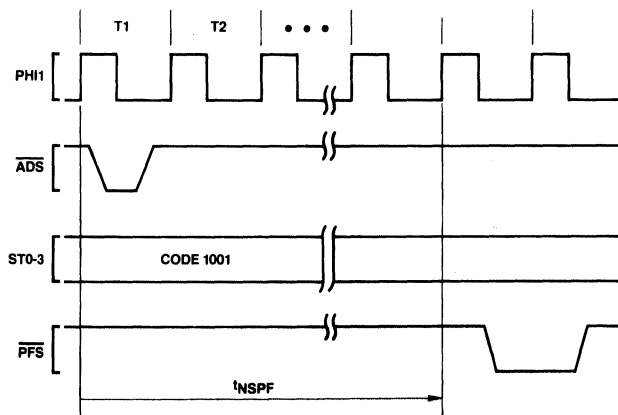 T1 T2 • • •
PHI1
ADS
ST0-3 CODE 1001
PFS
tNSPF